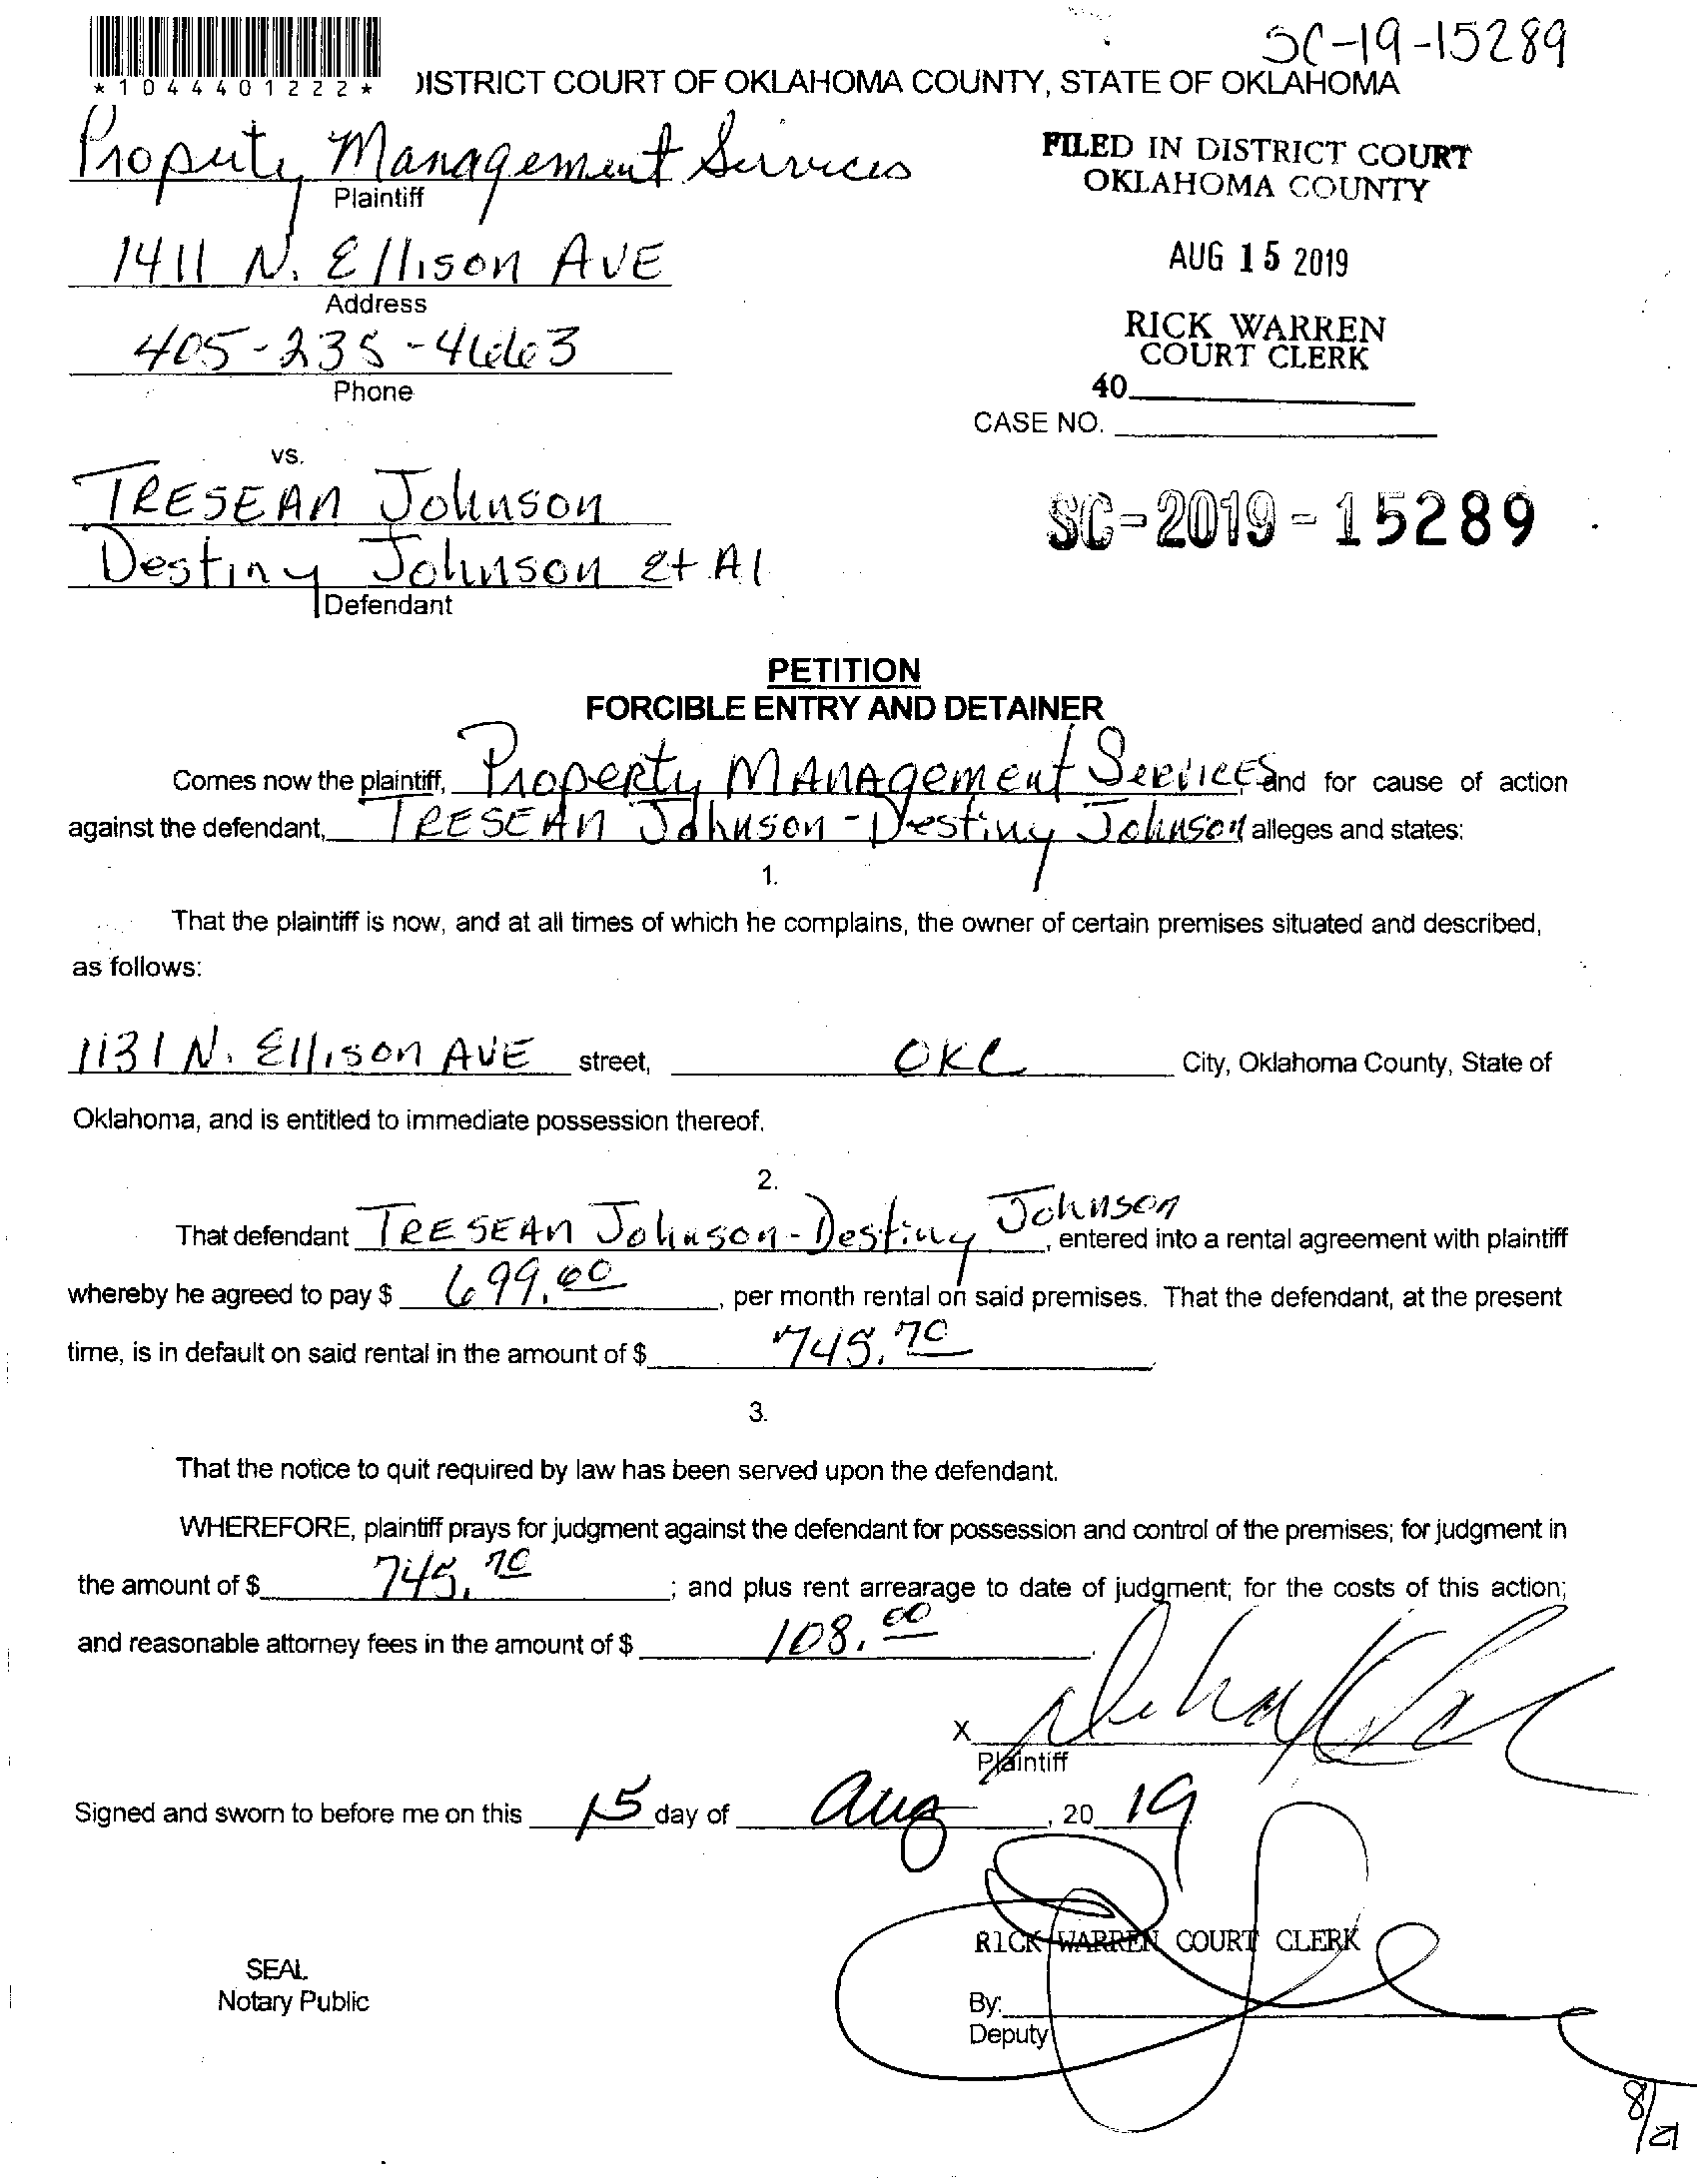 SC-19-15289
*1044401222*
DISTRICT COURT OF OKLAHOMA COUNTY, STATE OF OKLAHOMA
Property Management Services
Plaintiff
FILED IN DISTRICT COURT
OKLAHOMA COUNTY
1411 N. Ellison AVE
Address
AUG 15 2019
405-235-4663
Phone
RICK WARREN
COURT CLERK
40
CASE NO.
vs.
TRESEAN Johnson
Destiny Johnson et Al
Defendant
SC-2019-15289
PETITION
FORCIBLE ENTRY AND DETAINER
Comes now the plaintiff, Property MANAgement Services and for cause of action
against the defendant, TRESEAN Johnson - Destiny Johnson alleges and states:
1.
That the plaintiff is now, and at all times of which he complains, the owner of certain premises situated and described,
as follows:
1131 N. Ellison AVE street, OKC City, Oklahoma County, State of
Oklahoma, and is entitled to immediate possession thereof.
2.
That defendant TRESEAN Johnson - Destiny Johnson, entered into a rental agreement with plaintiff
whereby he agreed to pay $ 699.00, per month rental on said premises. That the defendant, at the present
time, is in default on said rental in the amount of $ 745.70
3.
That the notice to quit required by law has been served upon the defendant.
WHEREFORE, plaintiff prays for judgment against the defendant for possession and control of the premises; for judgment in
the amount of $ 745.70; and plus rent arrearage to date of judgment; for the costs of this action;
and reasonable attorney fees in the amount of $ 108.00.
X
Plaintiff
Signed and sworn to before me on this 15 day of Aug, 20 19.
RICK WARREN COURT CLERK
SEAL
Notary Public
By:
Deputy
8/21